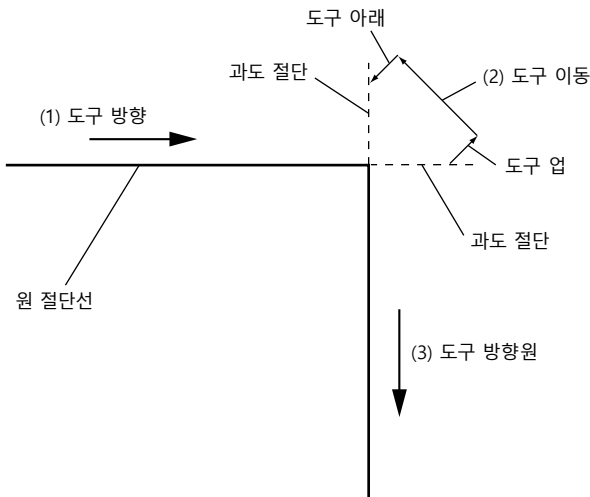 도구 아래
과도 절단
(2) 도구 이동
(1) 도구 방향
도구 업
과도 절단
원 절단선
(3) 도구 방향원